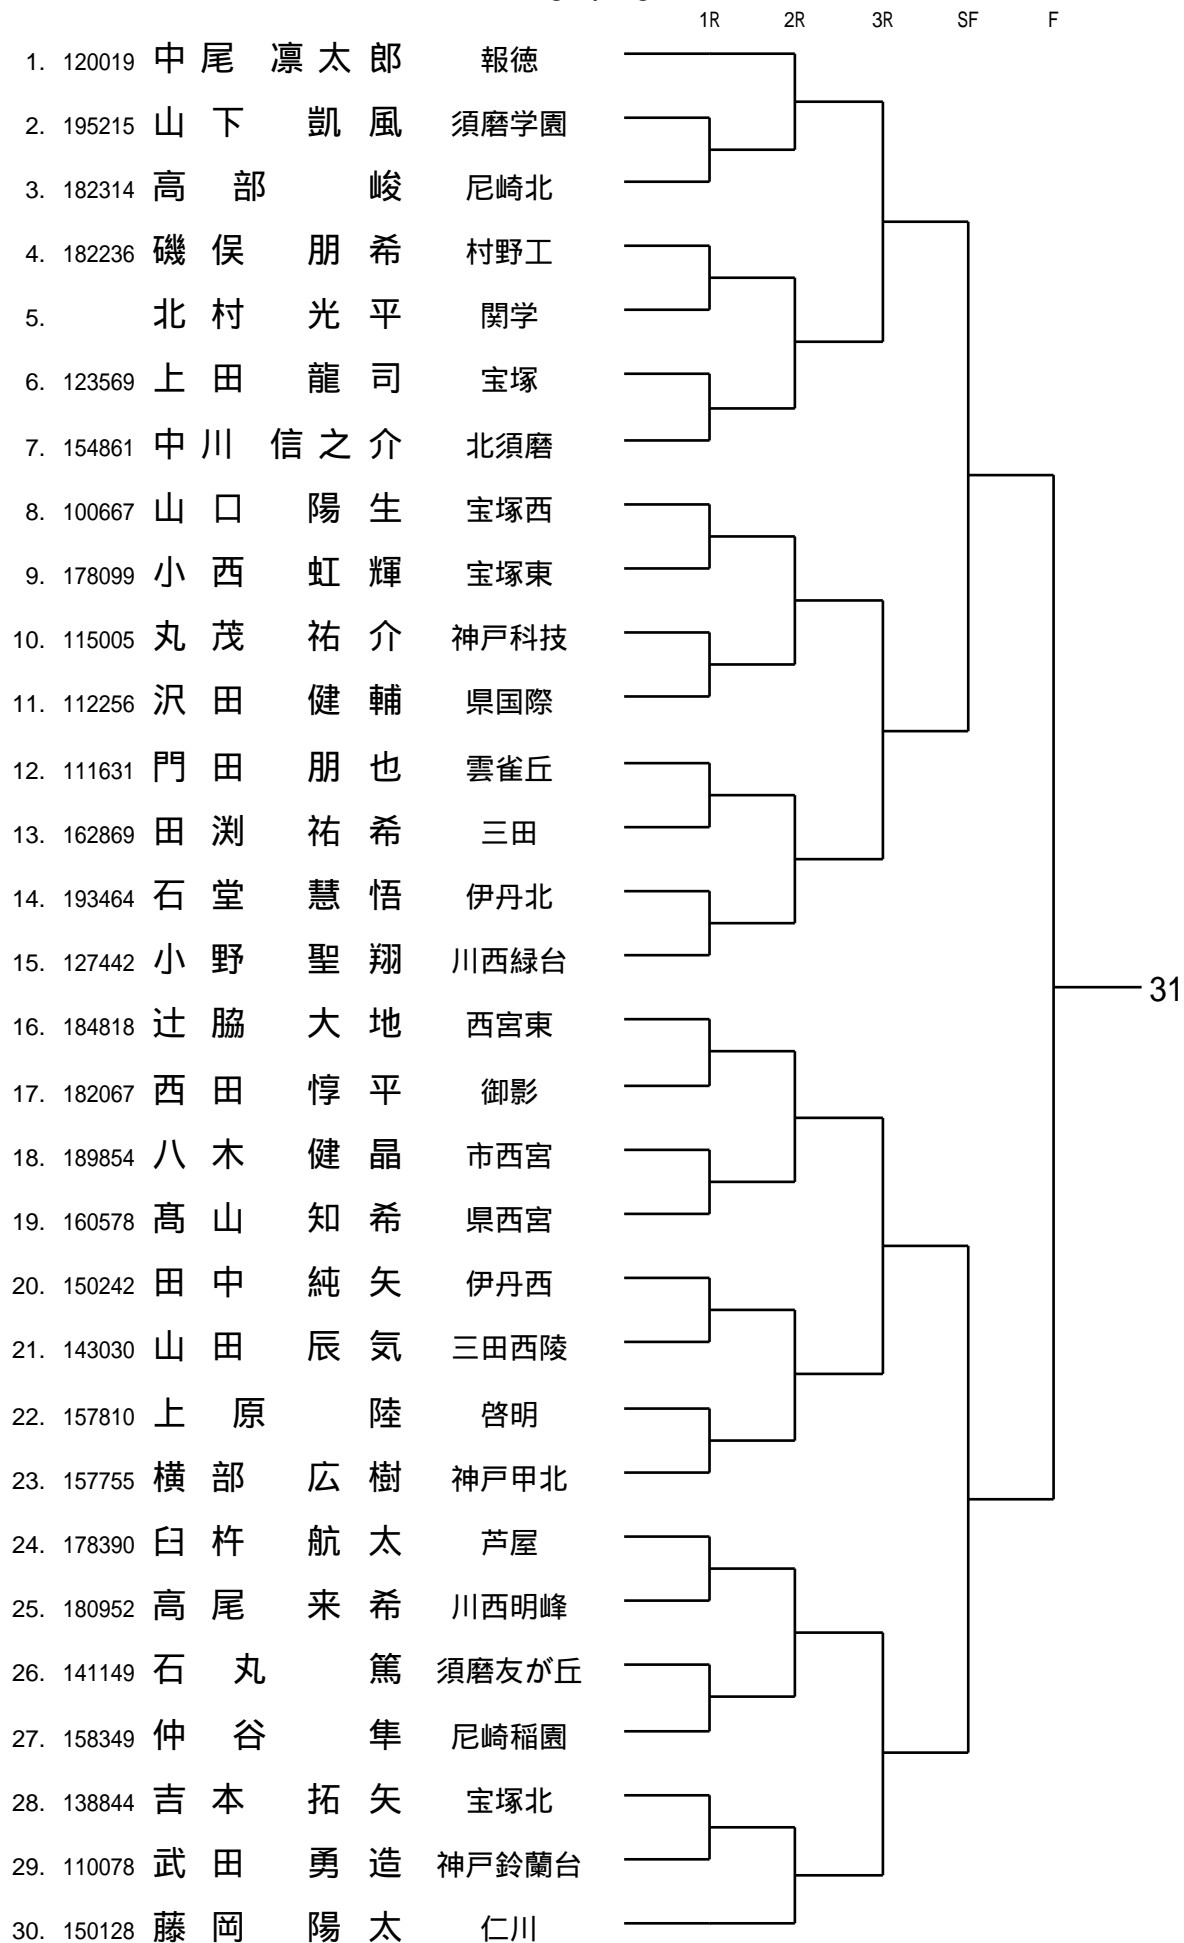 1R 2R 3R SF F
1. 120019 中尾 凛太郎 報徳
2. 195215 山下 凱風 須磨学園
3. 182314 高部 峻 尼崎北
4. 182236 磯俣 朋希 村野工
5. 北村 光平 関学
6. 123569 上田 龍司 宝塚
7. 154861 中川 信之介 北須磨
8. 100667 山口 陽生 宝塚西
9. 178099 小西 虹輝 宝塚東
10. 115005 丸茂 祐介 神戸科技
11. 112256 沢田 健輔 県国際
12. 111631 門田 朋也 雲雀丘
13. 162869 田渕 祐希 三田
14. 193464 石堂 慧悟 伊丹北
15. 127442 小野 聖翔 川西緑台
31
16. 184818 辻脇 大地 西宮東
17. 182067 西田 惇平 御影
18. 189854 八木 健晶 市西宮
19. 160578 髙山 知希 県西宮
20. 150242 田中 純矢 伊丹西
21. 143030 山田 辰気 三田西陵
22. 157810 上原 陸 啓明
23. 157755 横部 広樹 神戸甲北
24. 178390 臼杵 航太 芦屋
25. 180952 高尾 来希 川西明峰
26. 141149 石丸 篤 須磨友が丘
27. 158349 仲谷 隼 尼崎稲園
28. 138844 吉本 拓矢 宝塚北
29. 110078 武田 勇造 神戸鈴蘭台
30. 150128 藤岡 陽太 仁川